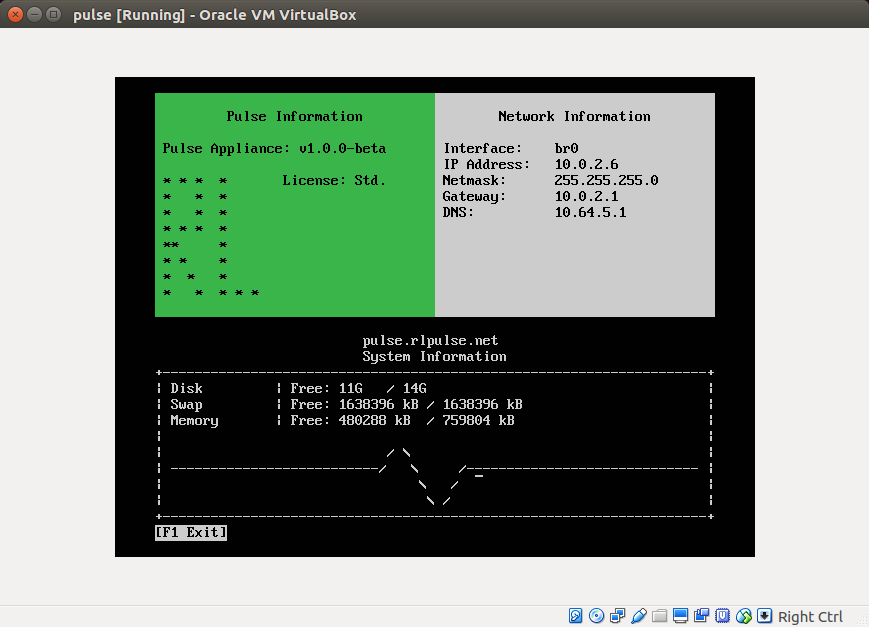 pulse [Running] - Oracle VM VirtualBox
Pulse Information
Pulse Appliance: v1.0.0-beta
License: Std.
Network Information
Interface: br0
IP Address: 10.0.2.6
Netmask: 255.255.255.0
Gateway: 10.0.2.1
DNS: 10.64.5.1
pulse.rlpulse.net
System Information
Disk | Free: 11G / 14G
Swap | Free: 1638396 kB / 1638396 kB
Memory | Free: 480288 kB / 759804 kB
[F1 Exit]
Right Ctrl